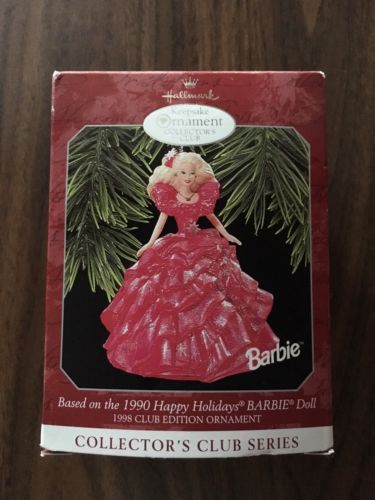 Hallmark
Keepsake
Ornament
COLLECTOR'S
CLUB
Barbie
Based on the 1990 Happy Holidays® BARBIE® Doll
1998 CLUB EDITION ORNAMENT
COLLECTOR'S CLUB SERIES